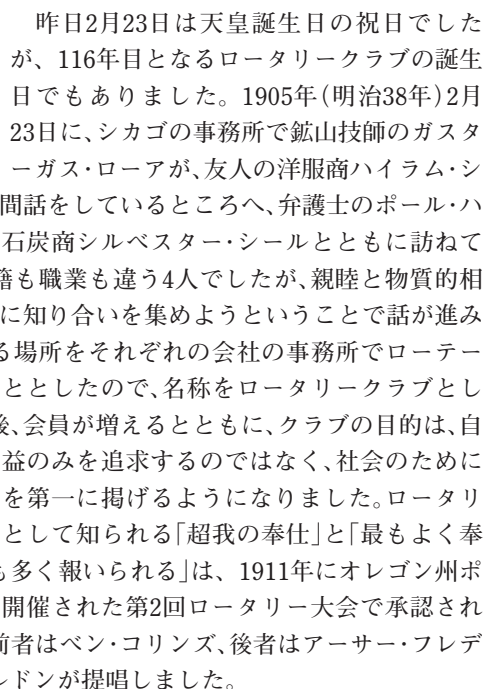 昨日2月23日は天皇誕生日の祝日でした
が、116年目となるロータリークラブの誕生
日でもありました。1905年(明治38年)2月
23日に、シカゴの事務所で鉱山技師のガスタ
ーガス・ローアが、友人の洋服商ハイラム・シ
間話をしているところへ、弁護士のポール・ハ
石炭商シルベスター・シールとともに訪ねて
籍も職業も違う4人でしたが、親睦と物質的相
に知り合いを集めようということで話が進み
る場所をそれぞれの会社の事務所でローテー
ととしたので、名称をロータリークラブとし
後、会員が増えるとともに、クラブの目的は、自
益のみを追求するのではなく、社会のために
を第一に掲げるようになりました。ロータリ
として知られる「超我の奉仕」と「最もよく奉
も多く報いられる」は、1911年にオレゴン州ポ
開催された第2回ロータリー大会で承認され
前者はベン・コリンズ、後者はアーサー・フレデ
ルドンが提唱しました。